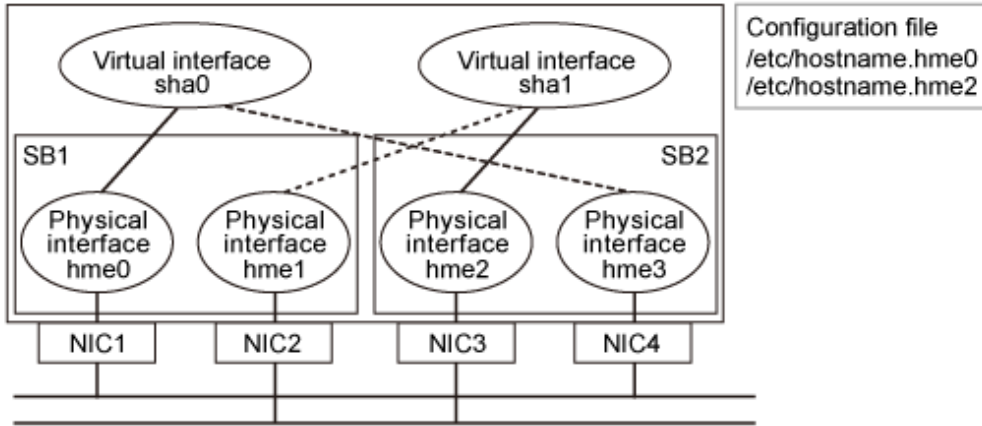 Virtual interface
sha0
Virtual interface
sha1
Configuration file
/etc/hostname.hme0
/etc/hostname.hme2
SB1
SB2
Physical
interface
hme0
Physical
interface
hme1
Physical
interface
hme2
Physical
interface
hme3
NIC1
NIC2
NIC3
NIC4